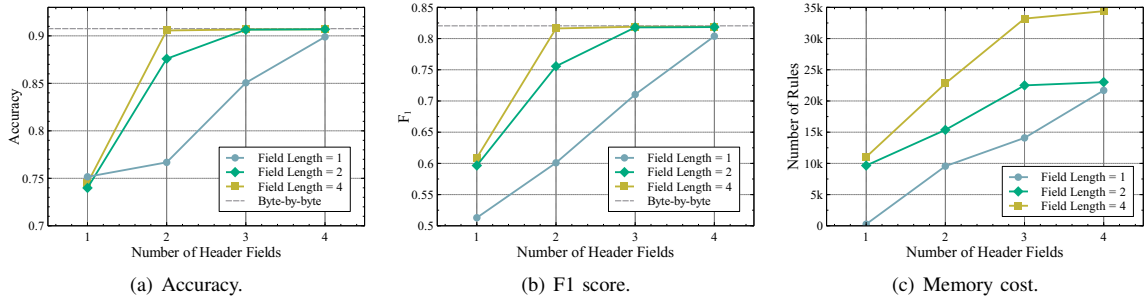 0.9
0.85
0.8
0.75
0.7
Accuracy
1 2 3 4
Number of Header Fields
Field Length = 1
Field Length = 2
Field Length = 4
Byte-by-byte
(a) Accuracy.
0.85
0.8
0.75
0.7
0.65
0.6
0.55
0.5
F1
1 2 3 4
Number of Header Fields
Field Length = 1
Field Length = 2
Field Length = 4
Byte-by-byte
(b) F1 score.
35k
30k
25k
20k
15k
10k
5k
0
Number of Rules
1 2 3 4
Number of Header Fields
Field Length = 1
Field Length = 2
Field Length = 4
(c) Memory cost.